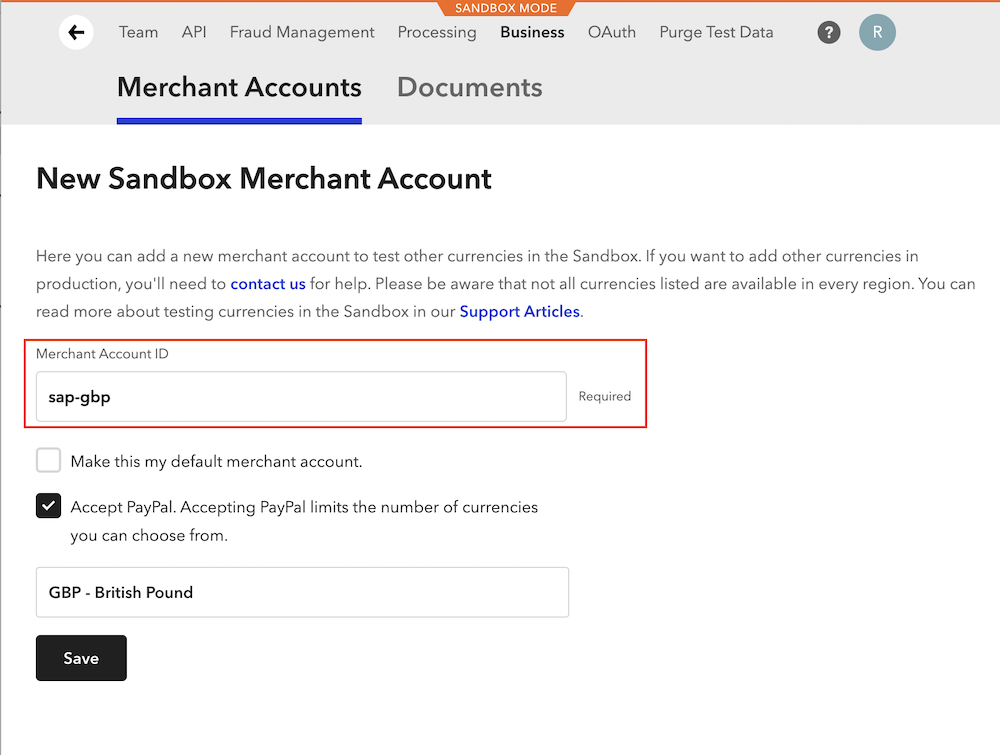 SANDBOX MODE
Team API Fraud Management Processing Business OAuth Purge Test Data ? R
Merchant Accounts Documents
New Sandbox Merchant Account
Here you can add a new merchant account to test other currencies in the Sandbox. If you want to add other currencies in
production, you'll need to contact us for help. Please be aware that not all currencies listed are available in every region. You can
read more about testing currencies in the Sandbox in our Support Articles.
Merchant Account ID
sap-gbp Required
Make this my default merchant account.
Accept PayPal. Accepting PayPal limits the number of currencies
you can choose from.
GBP - British Pound
Save